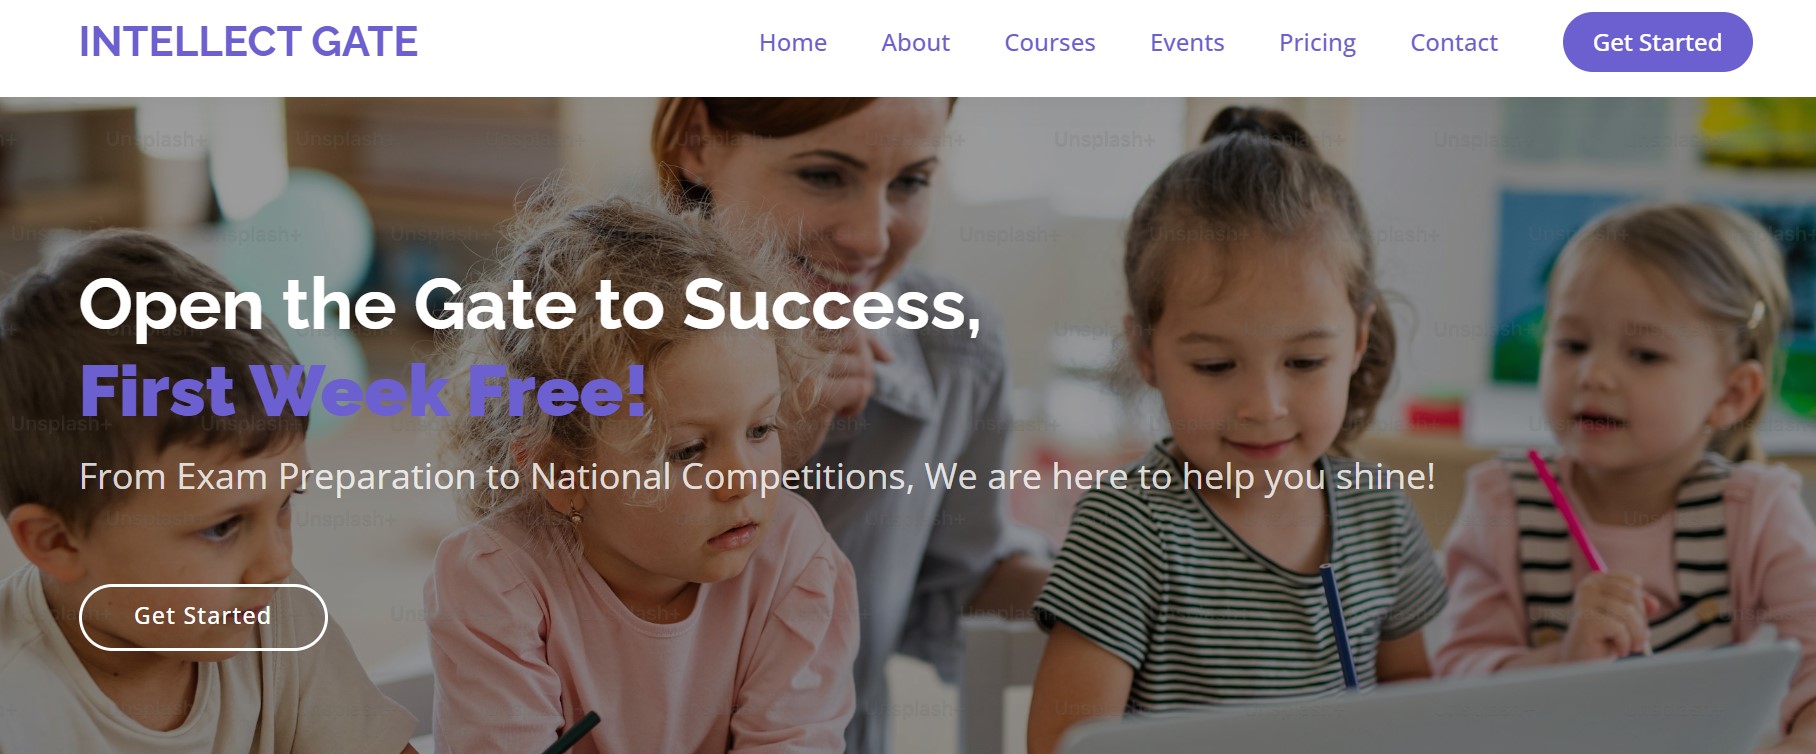 INTELLECT GATE
Home About Courses Events Pricing Contact Get Started
Open the Gate to Success,
First Week Free!
From Exam Preparation to National Competitions, We are here to help you shine!
Get Started
Unsplash+